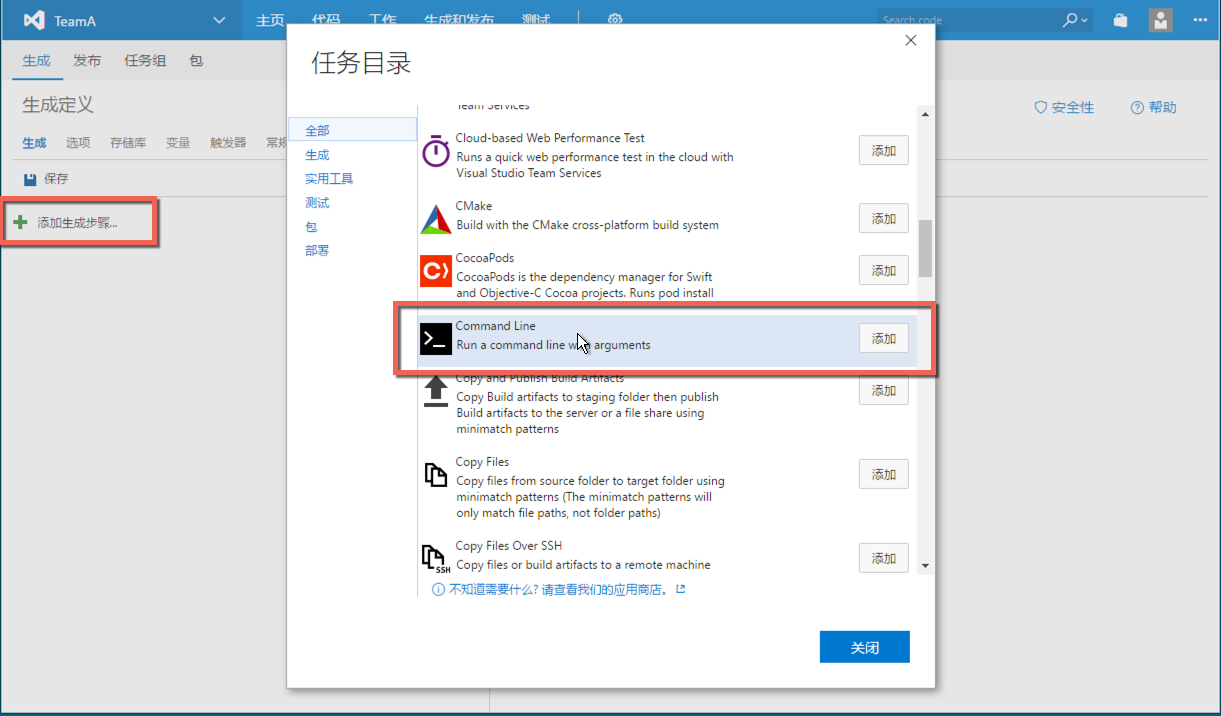 TeamA
主页 代码 工作 生成和发布 测试
Search code
生成 发布 任务组 包
生成定义
安全性 帮助
生成 选项 存储库 变量 触发器 常规
保存
添加生成步骤...
任务目录
全部
生成
实用工具
测试
包
部署
Team Services
Cloud-based Web Performance Test
Runs a quick web performance test in the cloud with
Visual Studio Team Services
添加
CMake
Build with the CMake cross-platform build system
添加
CocoaPods
CocoaPods is the dependency manager for Swift
and Objective-C Cocoa projects. Runs pod install
添加
Command Line
Run a command line with arguments
添加
Copy and Publish Build Artifacts
Copy Build artifacts to staging folder then publish
Build artifacts to the server or a file share using
minimatch patterns
添加
Copy Files
Copy files from source folder to target folder using
minimatch patterns (The minimatch patterns will
only match file paths, not folder paths)
添加
Copy Files Over SSH
Copy files or build artifacts to a remote machine
SSH
添加
不知道需要什么? 请查看我们的应用商店。
关闭